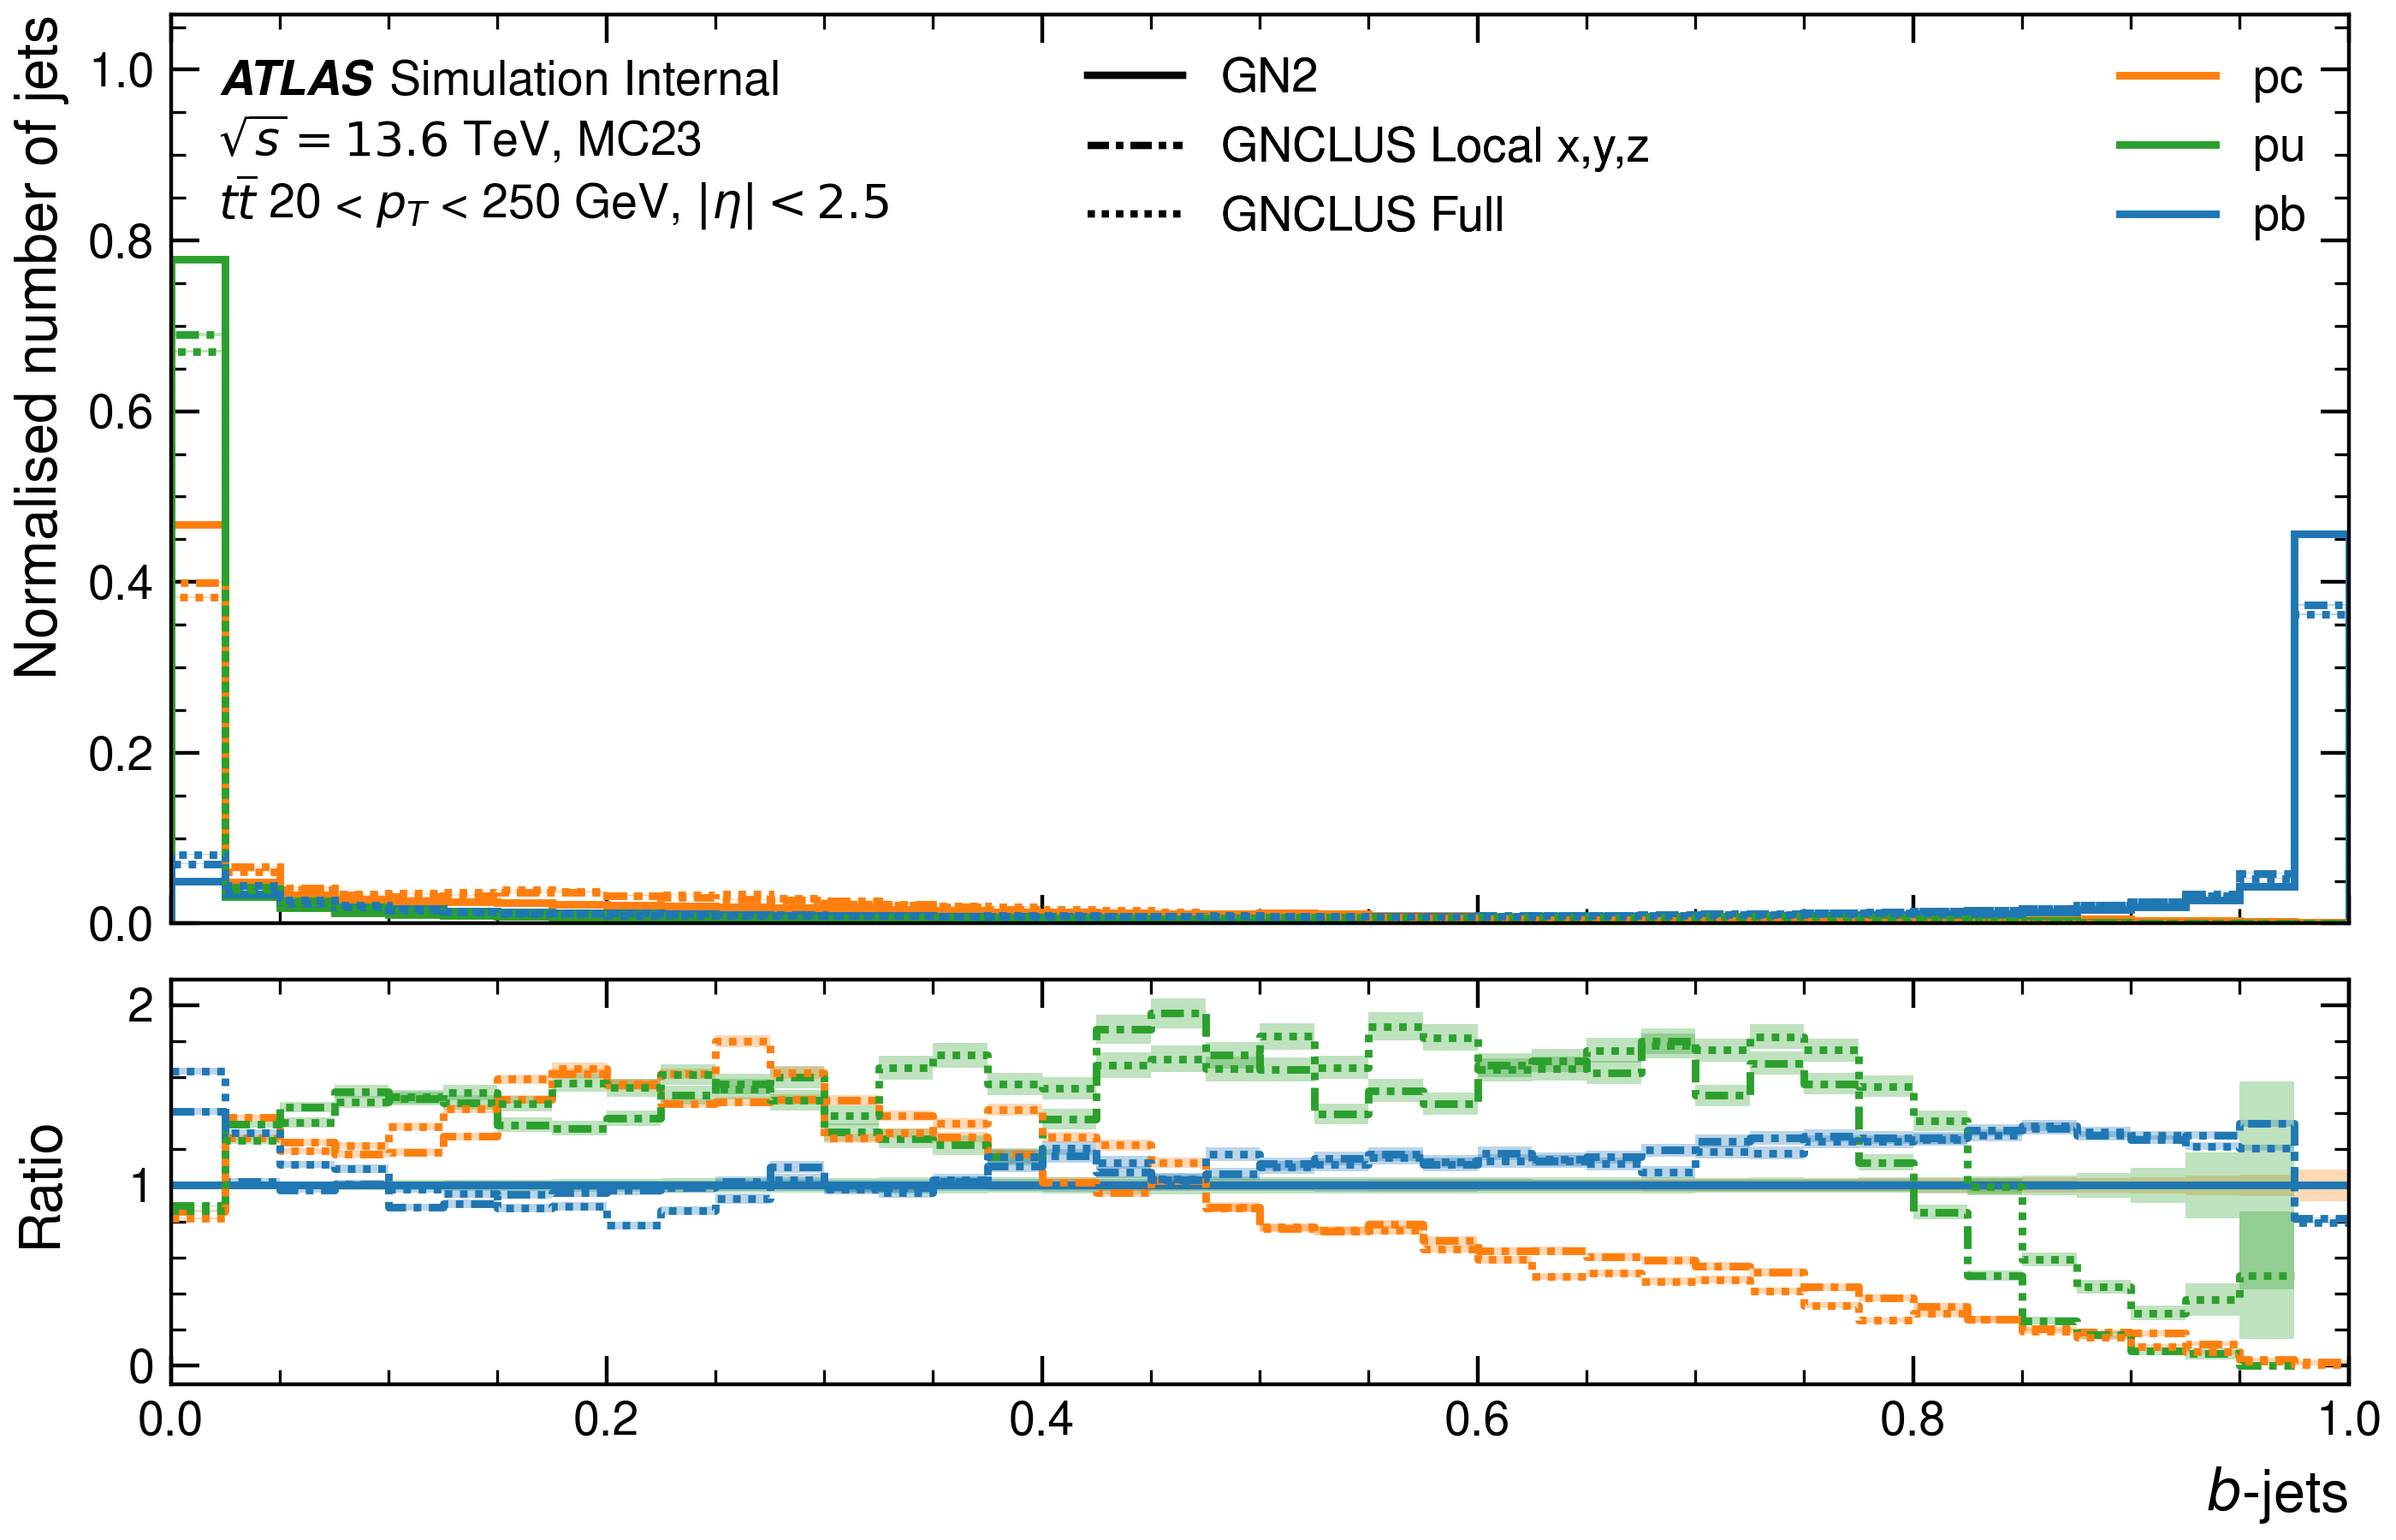 Normalised number of jets
1.0
0.8
0.6
0.4
0.2
0.0
ATLAS Simulation Internal
√s = 13.6 TeV, MC23
tt̄ 20 < pT < 250 GeV, |η| < 2.5
GN2
GNCLUS Local x,y,z
GNCLUS Full
pc
pu
pb
Ratio
2
1
0
0.0 0.2 0.4 0.6 0.8 1.0
b-jets